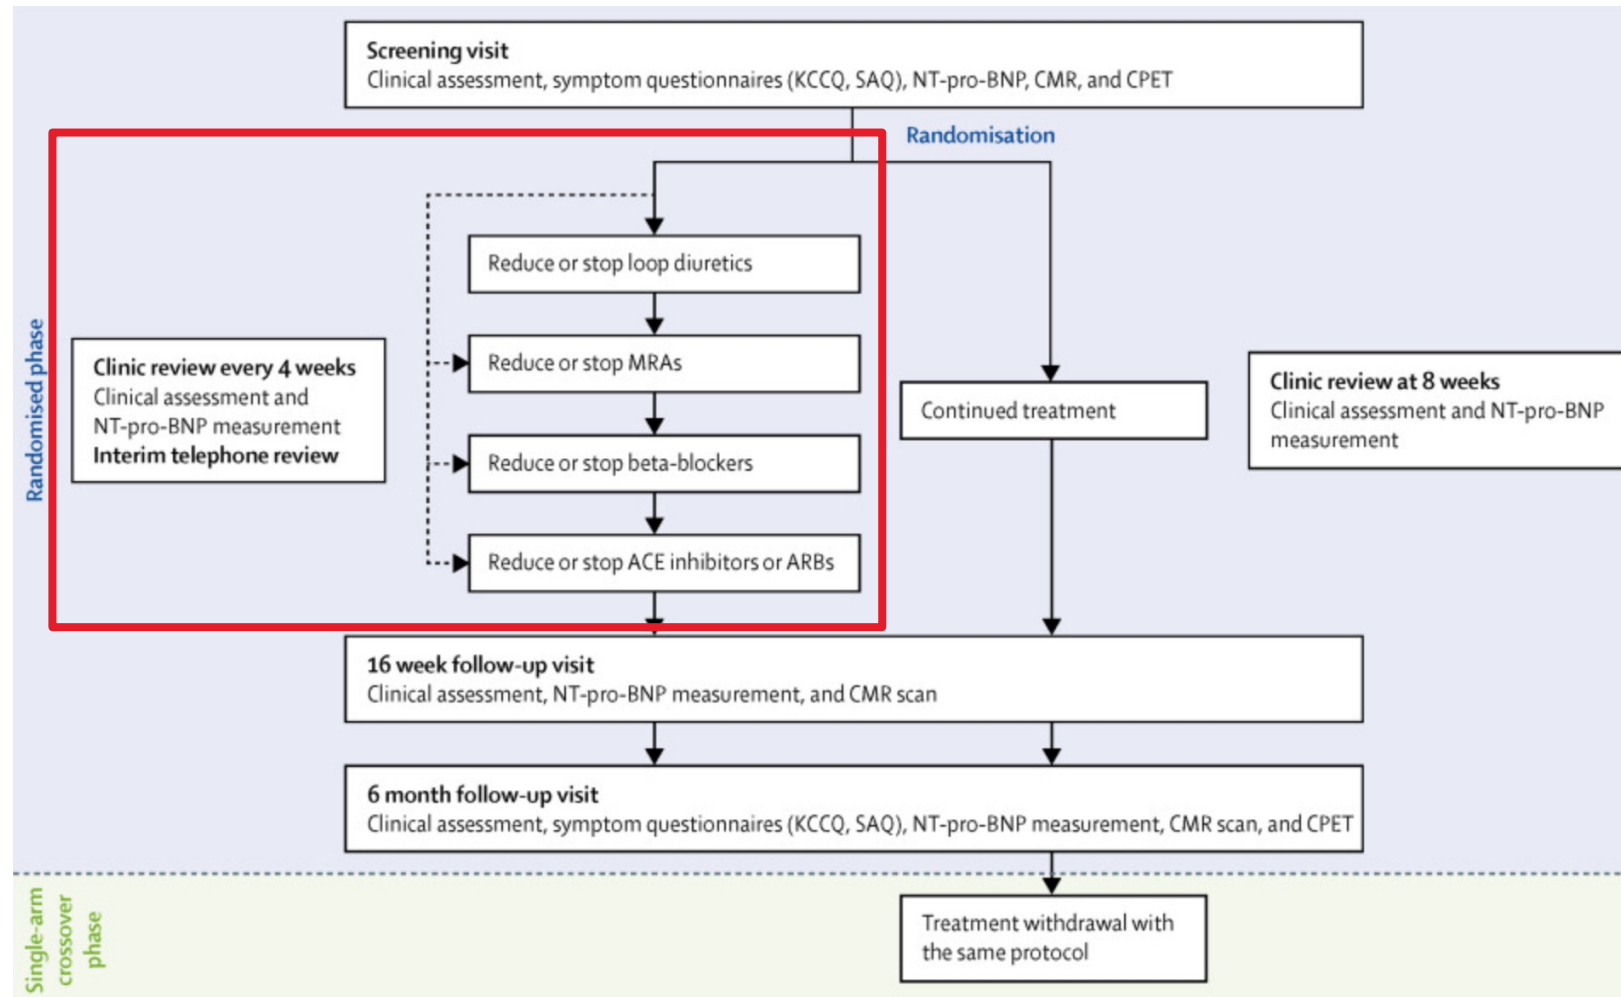 Screening visit
Clinical assessment, symptom questionnaires (KCCQ, SAQ), NT-pro-BNP, CMR, and CPET
Randomisation
Randomised phase
Clinic review every 4 weeks
Clinical assessment and
NT-pro-BNP measurement
Interim telephone review
Reduce or stop loop diuretics
Reduce or stop MRAs
Reduce or stop beta-blockers
Reduce or stop ACE inhibitors or ARBs
Continued treatment
Clinic review at 8 weeks
Clinical assessment and NT-pro-BNP
measurement
16 week follow-up visit
Clinical assessment, NT-pro-BNP measurement, and CMR scan
6 month follow-up visit
Clinical assessment, symptom questionnaires (KCCQ, SAQ), NT-pro-BNP measurement, CMR scan, and CPET
Single-arm
crossover
phase
Treatment withdrawal with
the same protocol